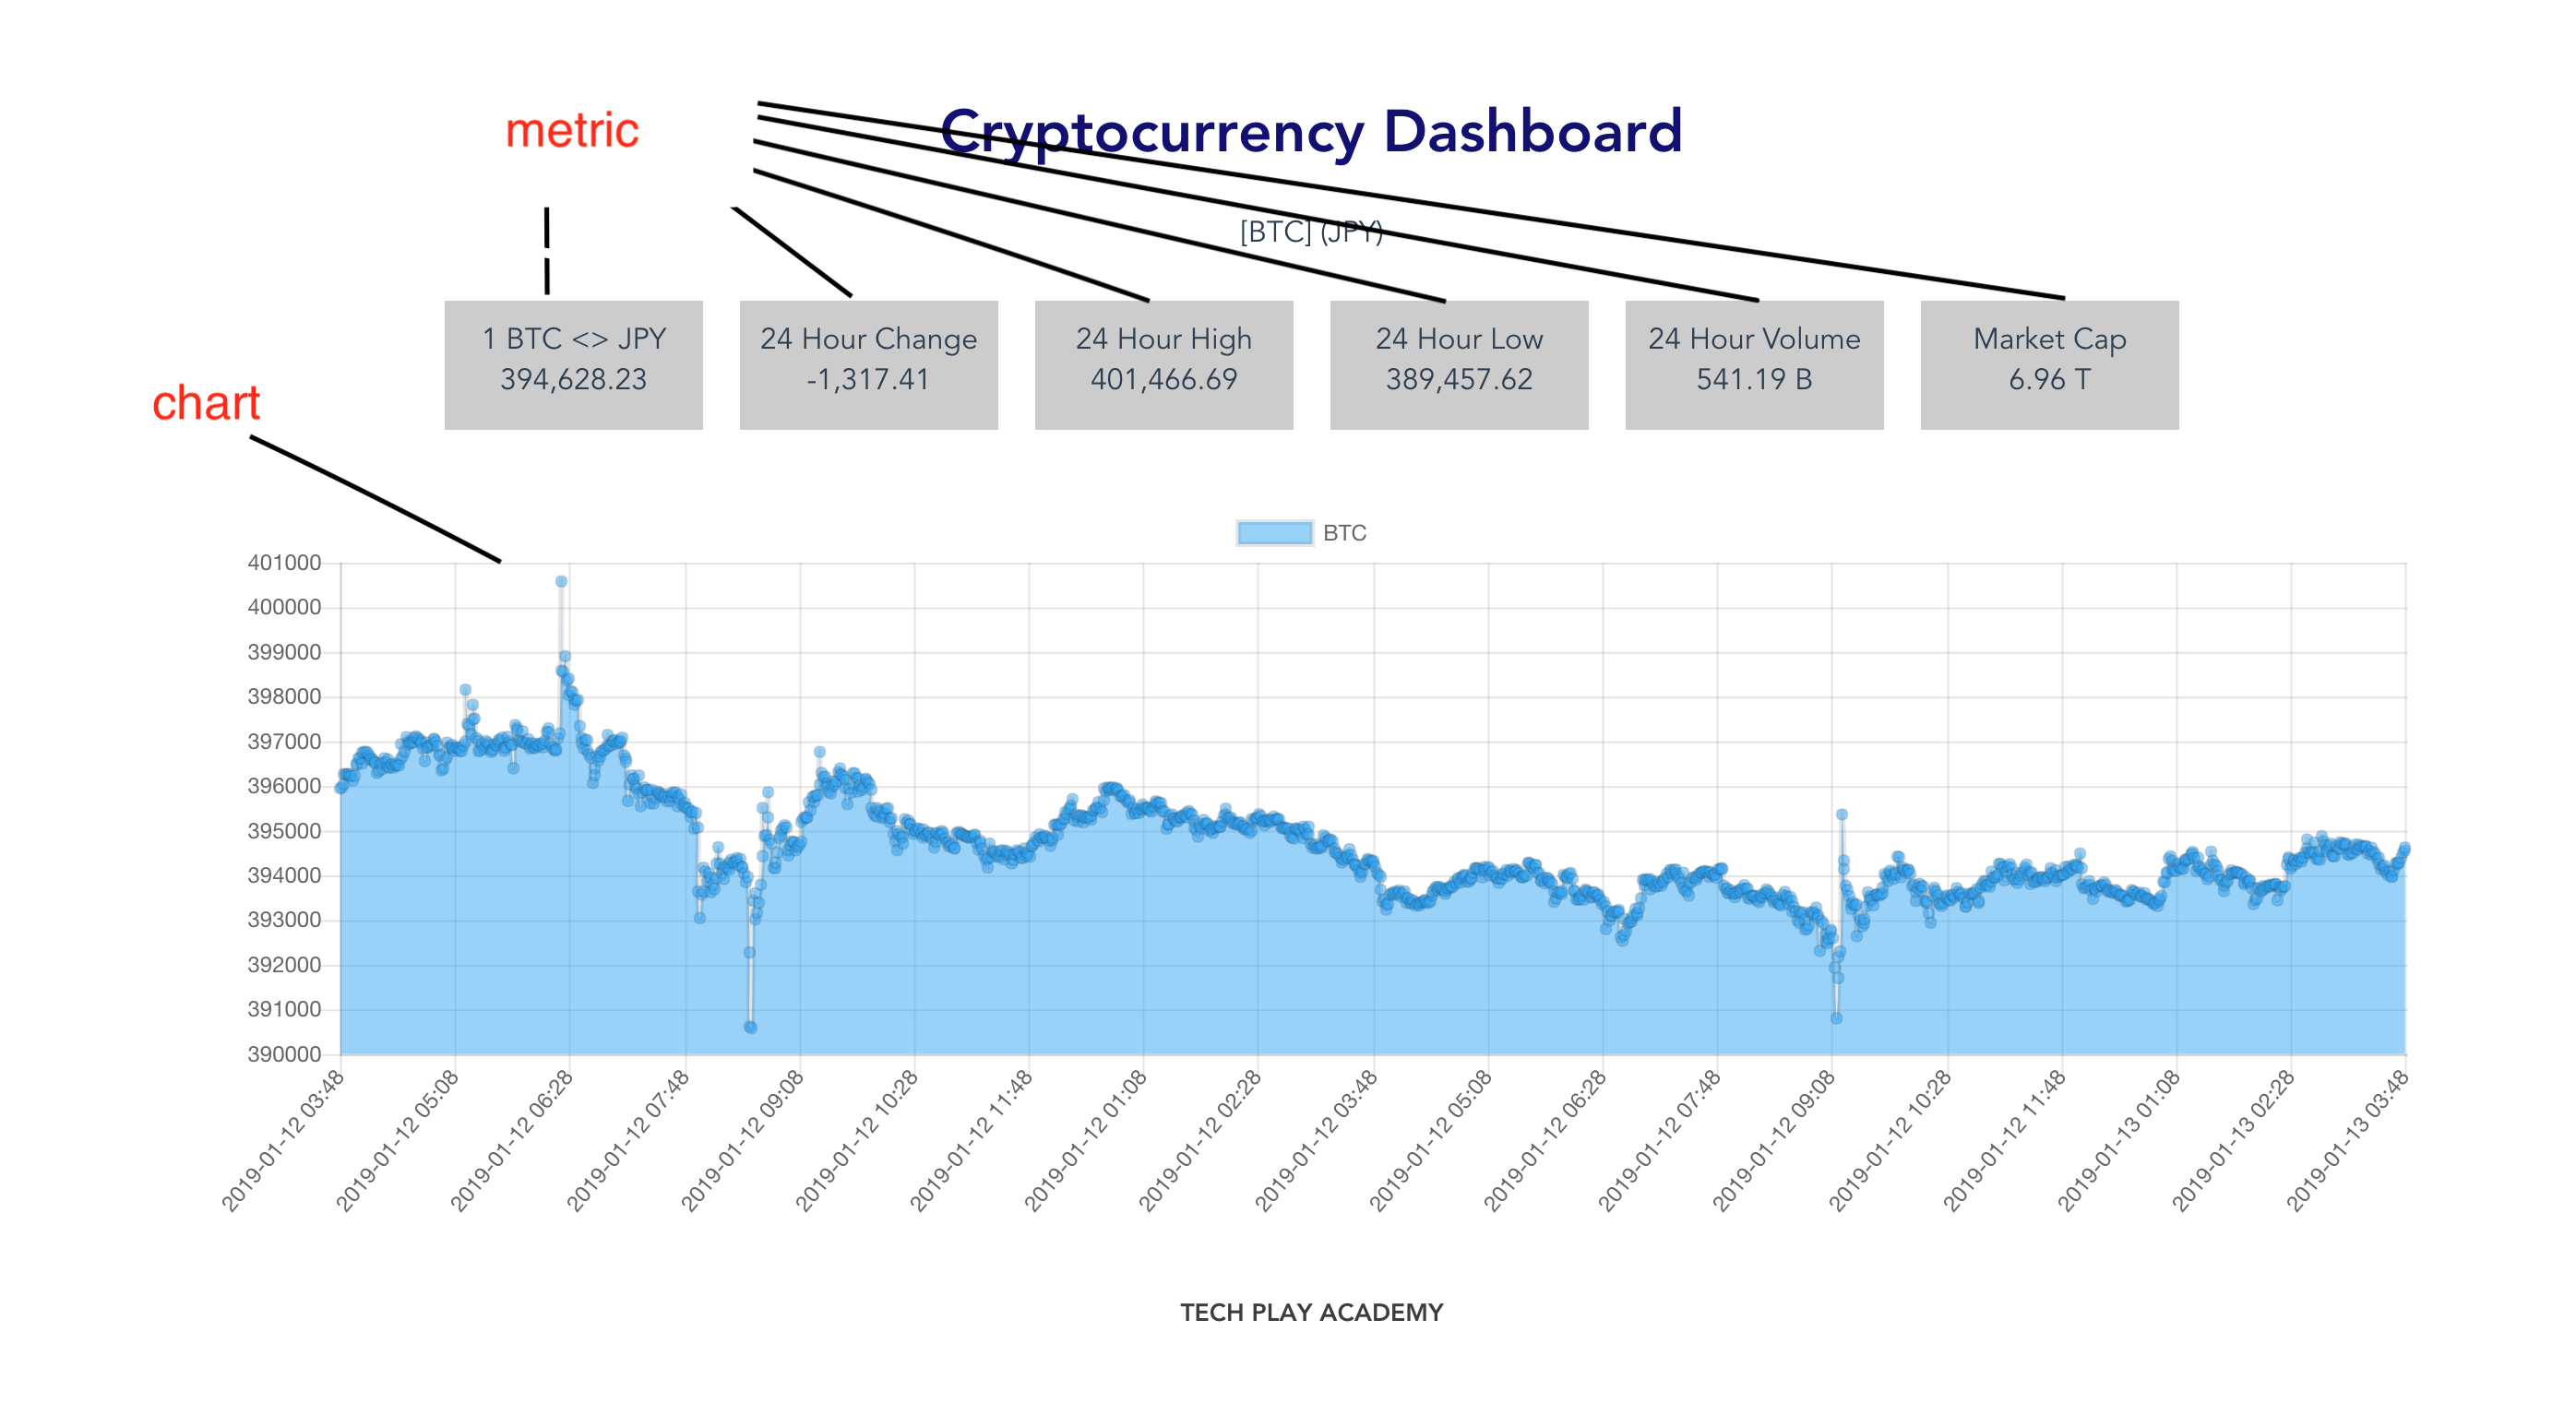 metric
Cryptocurrency Dashboard
[BTC] (JPY)
1 BTC <> JPY
394,628.23
24 Hour Change
-1,317.41
24 Hour High
401,466.69
24 Hour Low
389,457.62
24 Hour Volume
541.19 B
Market Cap
6.96 T
chart
BTC
401000
400000
399000
398000
397000
396000
395000
394000
393000
392000
391000
390000
2019-01-12 03:48
2019-01-12 05:08
2019-01-12 06:28
2019-01-12 07:48
2019-01-12 09:08
2019-01-12 10:28
2019-01-12 11:48
2019-01-12 01:08
2019-01-12 02:28
2019-01-12 03:48
2019-01-12 05:08
2019-01-12 06:28
2019-01-12 07:48
2019-01-12 09:08
2019-01-12 10:28
2019-01-12 11:48
2019-01-13 01:08
2019-01-13 02:28
2019-01-13 03:48
TECH PLAY ACADEMY